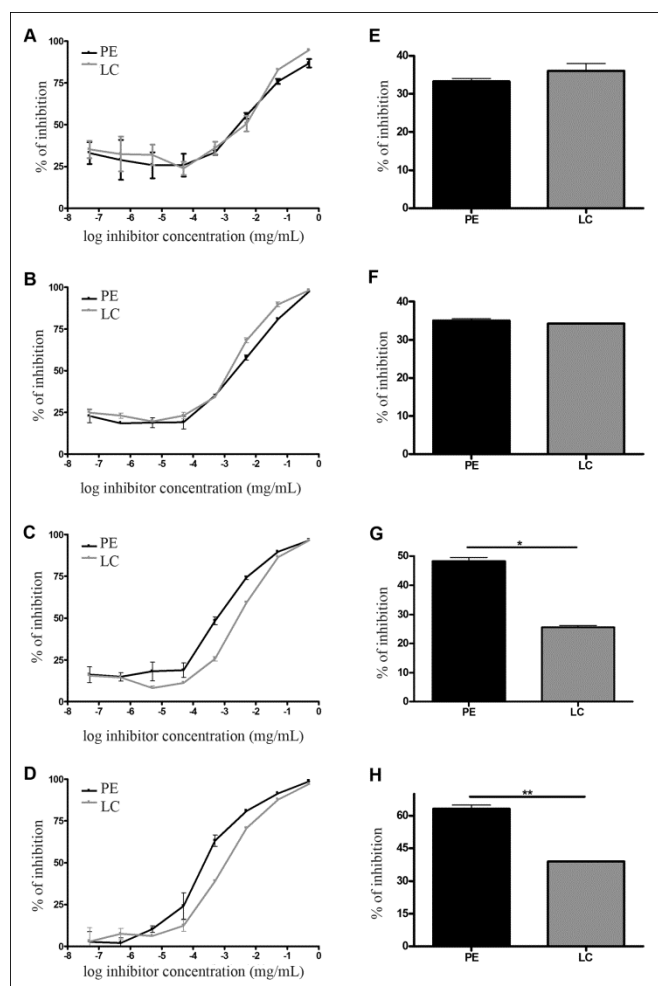 A
PE
LC
% of inhibition
100
75
50
25
0
-8 -7 -6 -5 -4 -3 -2 -1 0
log inhibitor concentration (mg/mL)
E
% of inhibition
40
30
20
10
0
PE LC
B
PE
LC
% of inhibition
100
75
50
25
0
-8 -7 -6 -5 -4 -3 -2 -1 0
log inhibitor concentration (mg/mL)
F
% of inhibition
40
30
20
10
0
PE LC
C
PE
LC
% of inhibition
100
75
50
25
0
-8 -7 -6 -5 -4 -3 -2 -1 0
log inhibitor concentration (mg/mL)
G
*
% of inhibition
50
40
30
20
10
0
PE LC
D
PE
LC
% of inhibition
100
75
50
25
0
-8 -7 -6 -5 -4 -3 -2 -1 0
log inhibitor concentration (mg/mL)
H
**
% of inhibition
60
45
30
15
0
PE LC